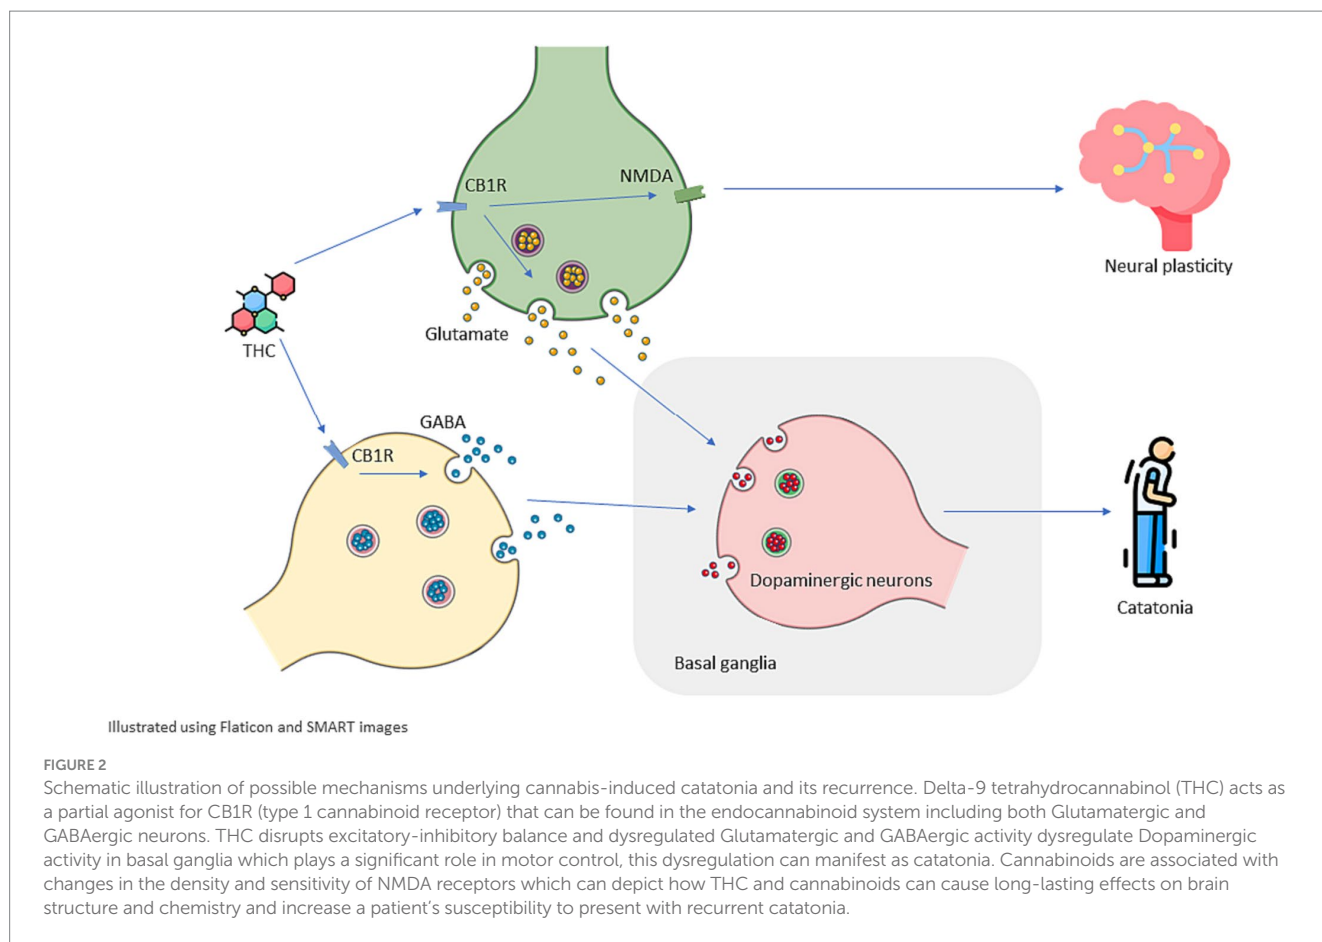 CB1R
NMDA
Neural plasticity
THC
Glutamate
GABA
CB1R
Dopaminergic neurons
Basal ganglia
Catatonia
Illustrated using Flaticon and SMART images
FIGURE 2
Schematic illustration of possible mechanisms underlying cannabis-induced catatonia and its recurrence. Delta-9 tetrahydrocannabinol (THC) acts as
a partial agonist for CB1R (type 1 cannabinoid receptor) that can be found in the endocannabinoid system including both Glutamatergic and
GABAergic neurons. THC disrupts excitatory-inhibitory balance and dysregulated Glutamatergic and GABAergic activity dysregulate Dopaminergic
activity in basal ganglia which plays a significant role in motor control, this dysregulation can manifest as catatonia. Cannabinoids are associated with
changes in the density and sensitivity of NMDA receptors which can depict how THC and cannabinoids can cause long-lasting effects on brain
structure and chemistry and increase a patient's susceptibility to present with recurrent catatonia.